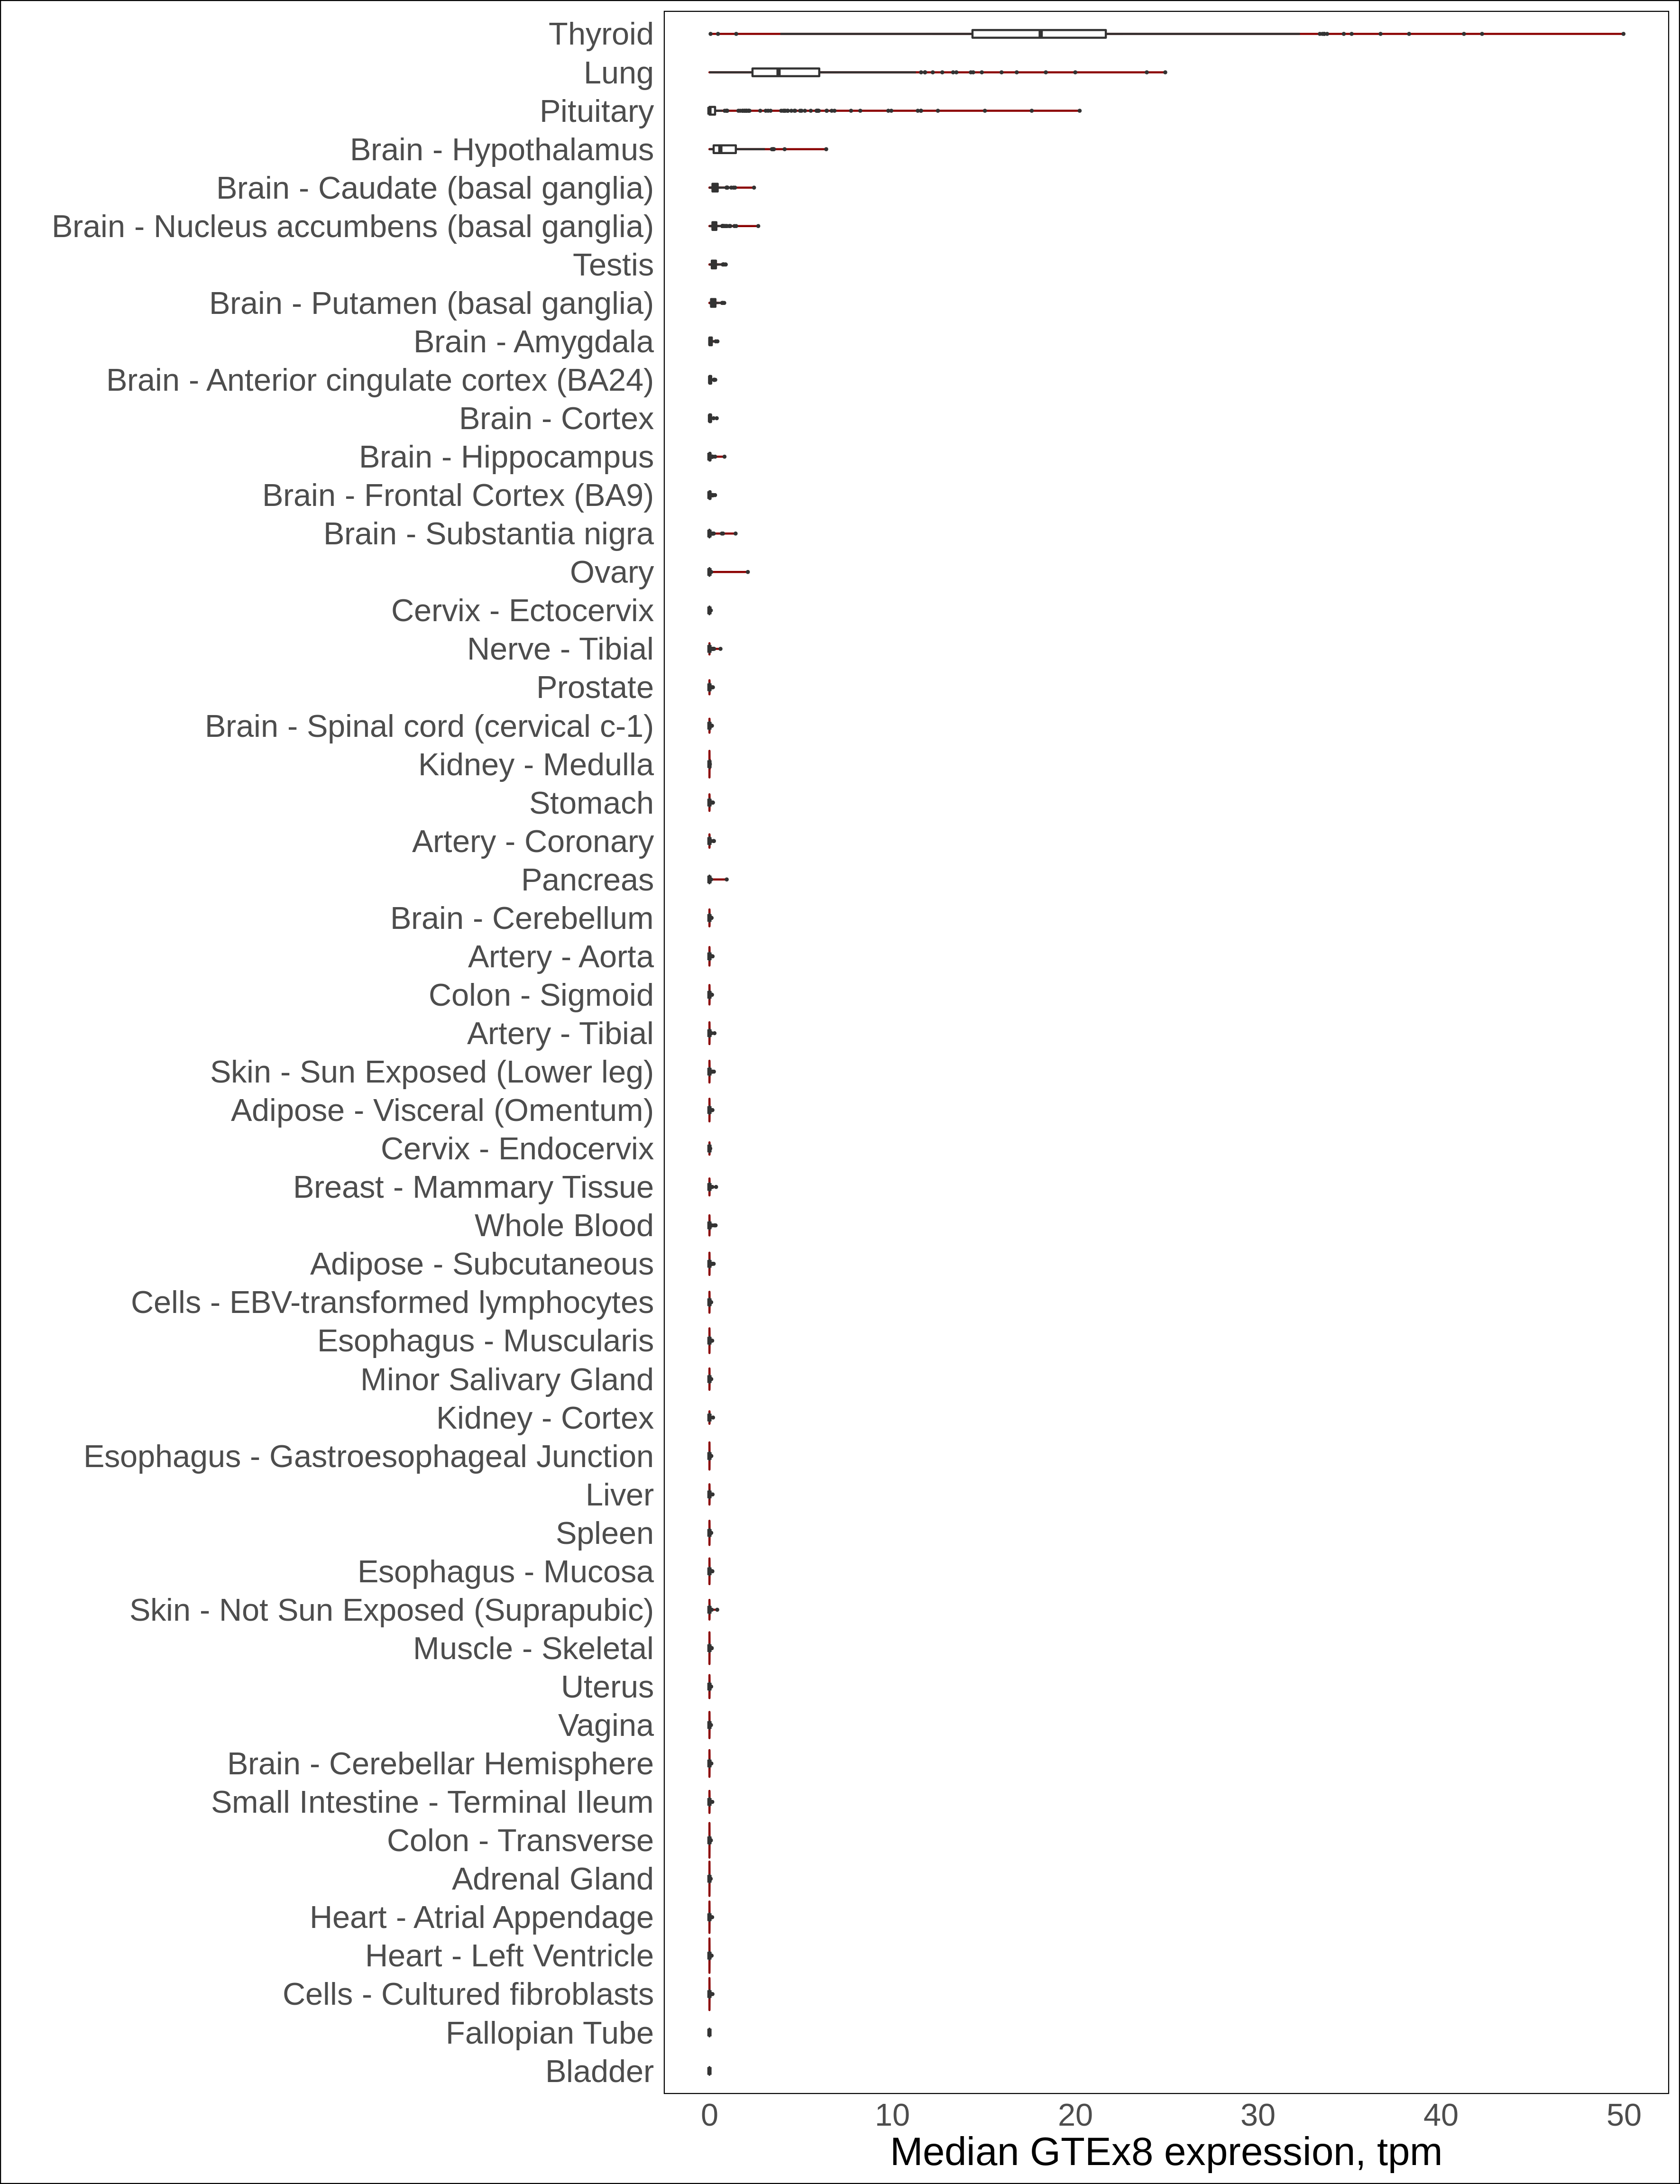 Thyroid
Lung
Pituitary
Brain - Hypothalamus
Brain - Caudate (basal ganglia)
Brain - Nucleus accumbens (basal ganglia)
Testis
Brain - Putamen (basal ganglia)
Brain - Amygdala
Brain - Anterior cingulate cortex (BA24)
Brain - Cortex
Brain - Hippocampus
Brain - Frontal Cortex (BA9)
Brain - Substantia nigra
Ovary
Cervix - Ectocervix
Nerve - Tibial
Prostate
Brain - Spinal cord (cervical c-1)
Kidney - Medulla
Stomach
Artery - Coronary
Pancreas
Brain - Cerebellum
Artery - Aorta
Colon - Sigmoid
Artery - Tibial
Skin - Sun Exposed (Lower leg)
Adipose - Visceral (Omentum)
Cervix - Endocervix
Breast - Mammary Tissue
Whole Blood
Adipose - Subcutaneous
Cells - EBV-transformed lymphocytes
Esophagus - Muscularis
Minor Salivary Gland
Kidney - Cortex
Esophagus - Gastroesophageal Junction
Liver
Spleen
Esophagus - Mucosa
Skin - Not Sun Exposed (Suprapubic)
Muscle - Skeletal
Uterus
Vagina
Brain - Cerebellar Hemisphere
Small Intestine - Terminal Ileum
Colon - Transverse
Adrenal Gland
Heart - Atrial Appendage
Heart - Left Ventricle
Cells - Cultured fibroblasts
Fallopian Tube
Bladder
0 10 20 30 40 50
Median GTEx8 expression, tpm